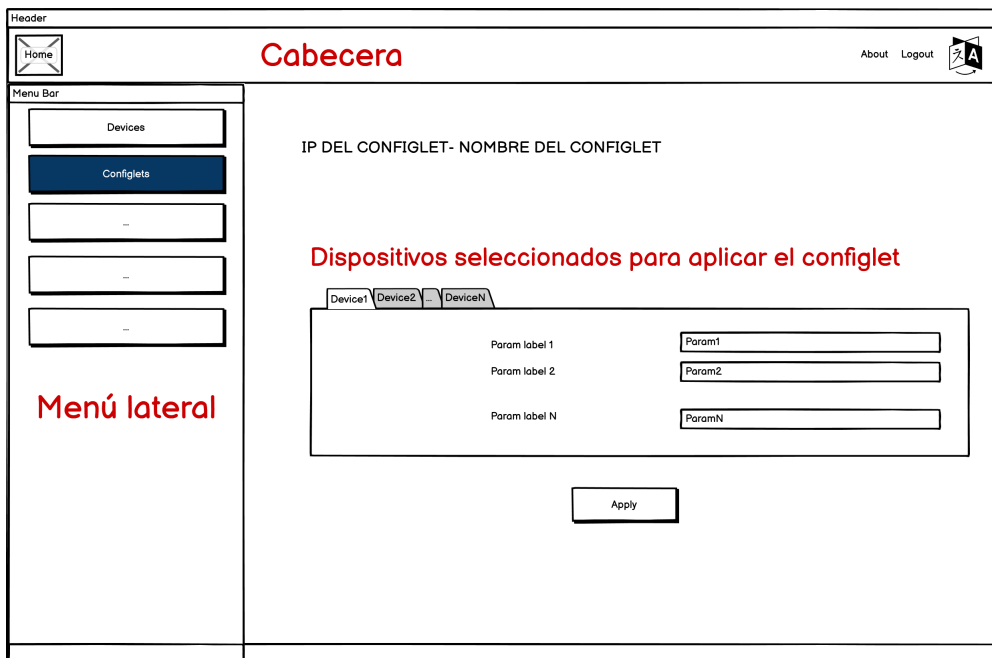 Header
Home
Cabecera
About Logout
Menu Bar
Devices
Configlets
...
...
...
Menú lateral
IP DEL CONFIGLET- NOMBRE DEL CONFIGLET
Dispositivos seleccionados para aplicar el configlet
Device1 Device2 ... DeviceN
Param label 1 Param1
Param label 2 Param2
Param label N ParamN
Apply